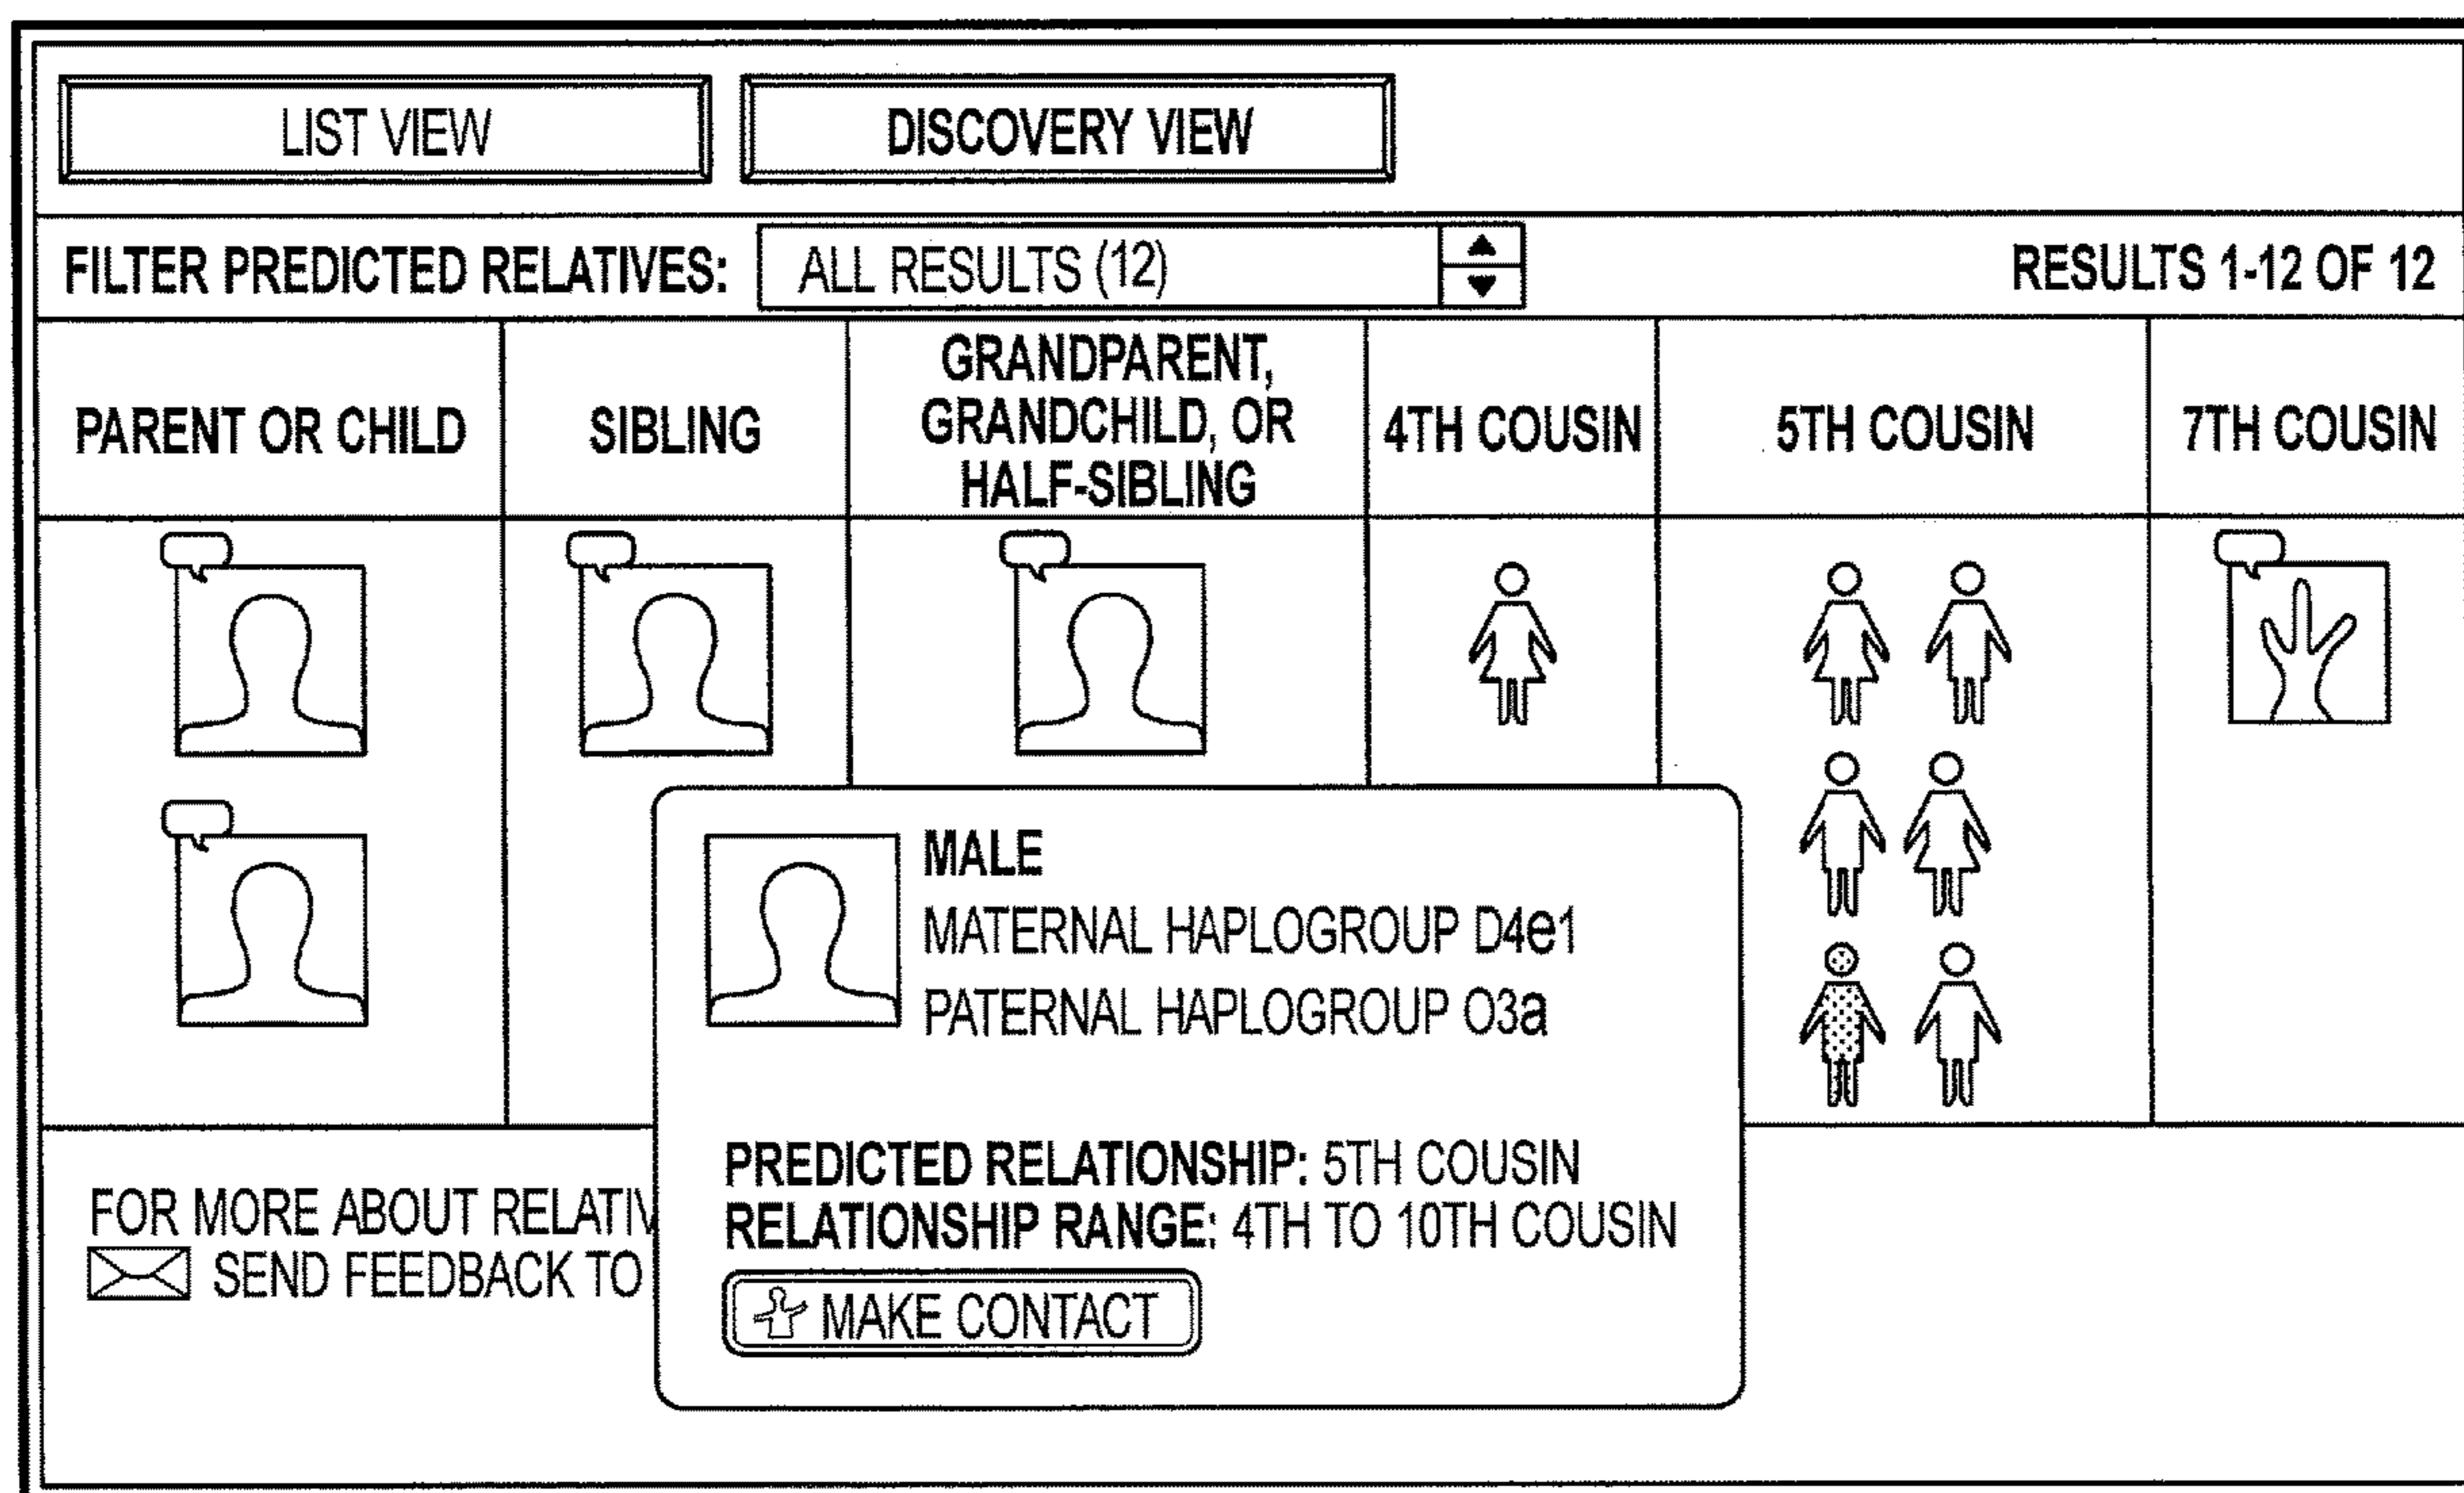 LIST VIEW
DISCOVERY VIEW
FILTER PREDICTED RELATIVES:
ALL RESULTS (12)
RESULTS 1-12 OF 12
PARENT OR CHILD
SIBLING
GRANDPARENT,
GRANDCHILD, OR
HALF-SIBLING
4TH COUSIN
5TH COUSIN
7TH COUSIN
MALE
MATERNAL HAPLOGROUP D4e1
PATERNAL HAPLOGROUP O3a
PREDICTED RELATIONSHIP: 5TH COUSIN
RELATIONSHIP RANGE: 4TH TO 10TH COUSIN
MAKE CONTACT
FOR MORE ABOUT RELATIV
SEND FEEDBACK TO